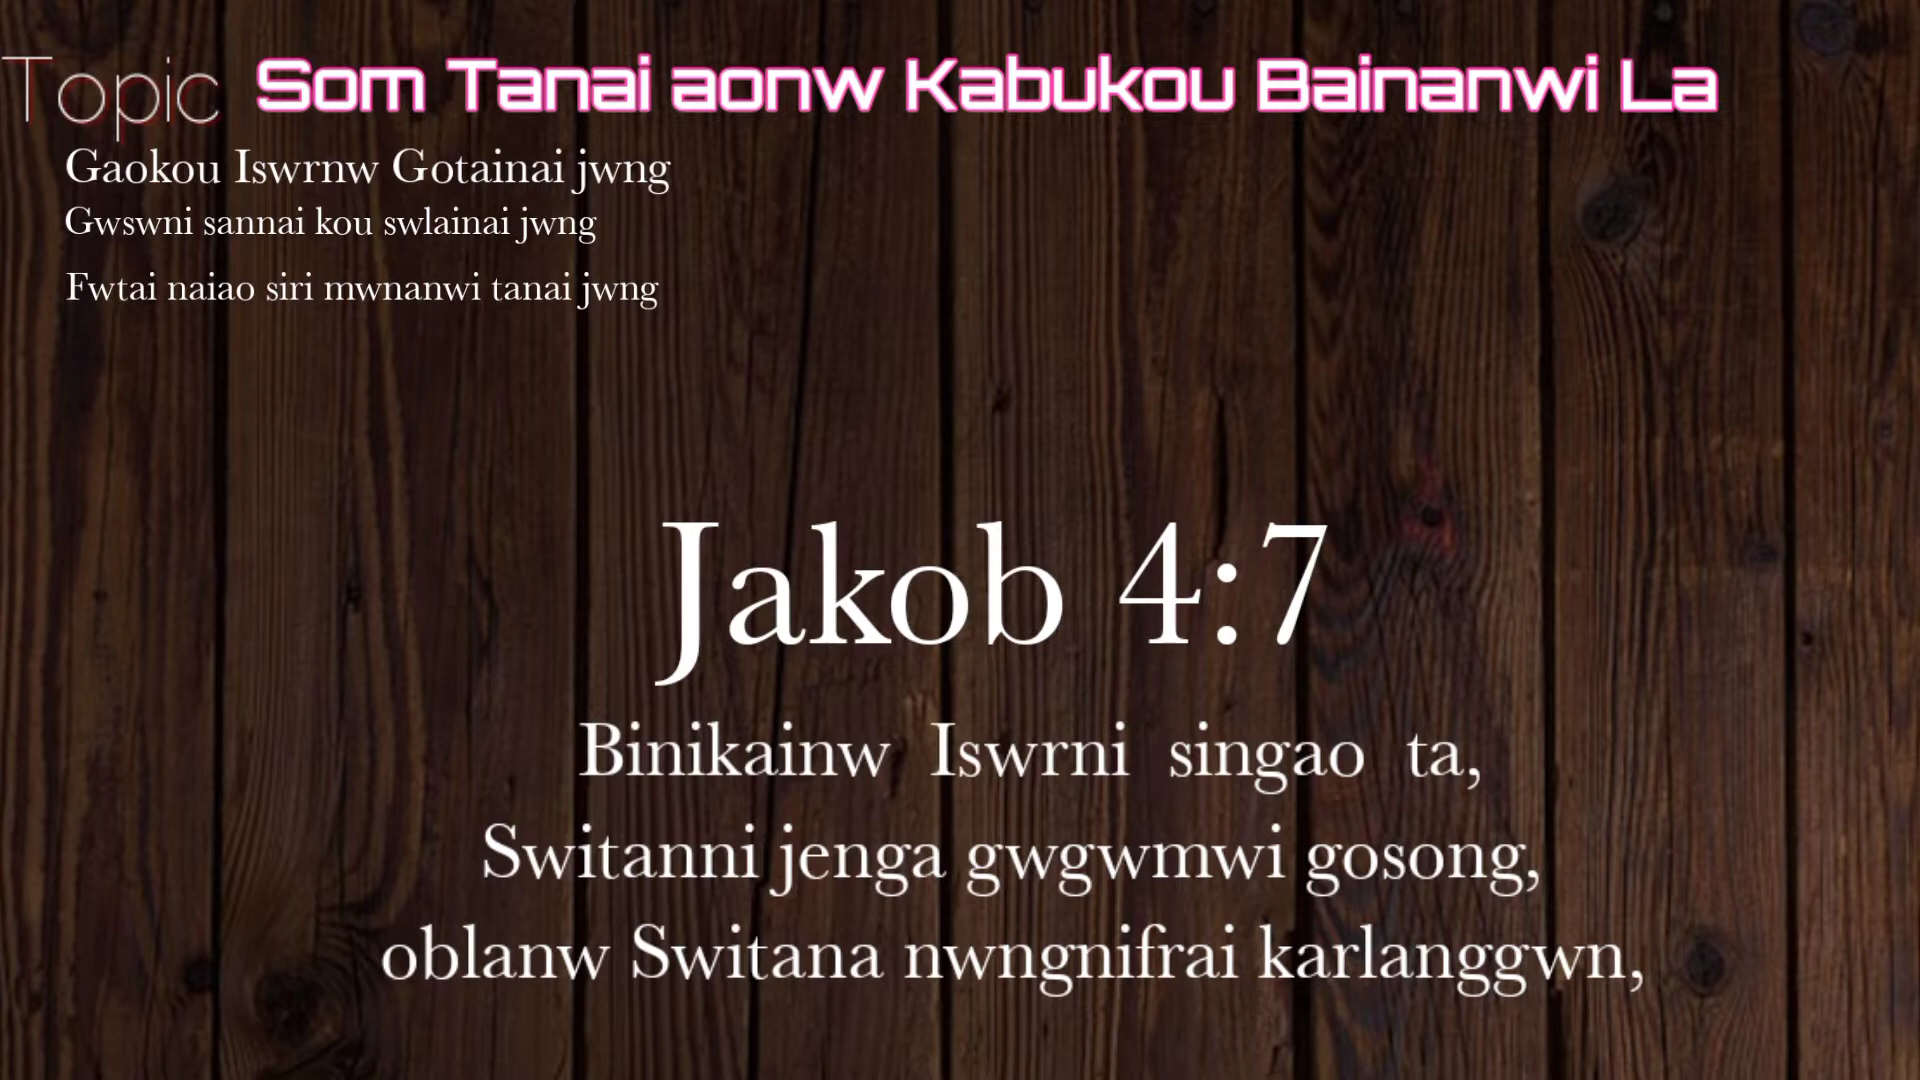 Topic Som Tanai aonw Kabukou Bainanwi La
Gaokou Iswrnw Gotainai jwng
Gwswni sannai kou swlainai jwng
Fwtai naiao siri mwnanwi tanai jwng
Jakob 4:7
Binikainw Iswrni singao ta,
Switanni jenga gwgwmwi gosong,
oblanw Switana nwngnifrai karlanggwn,